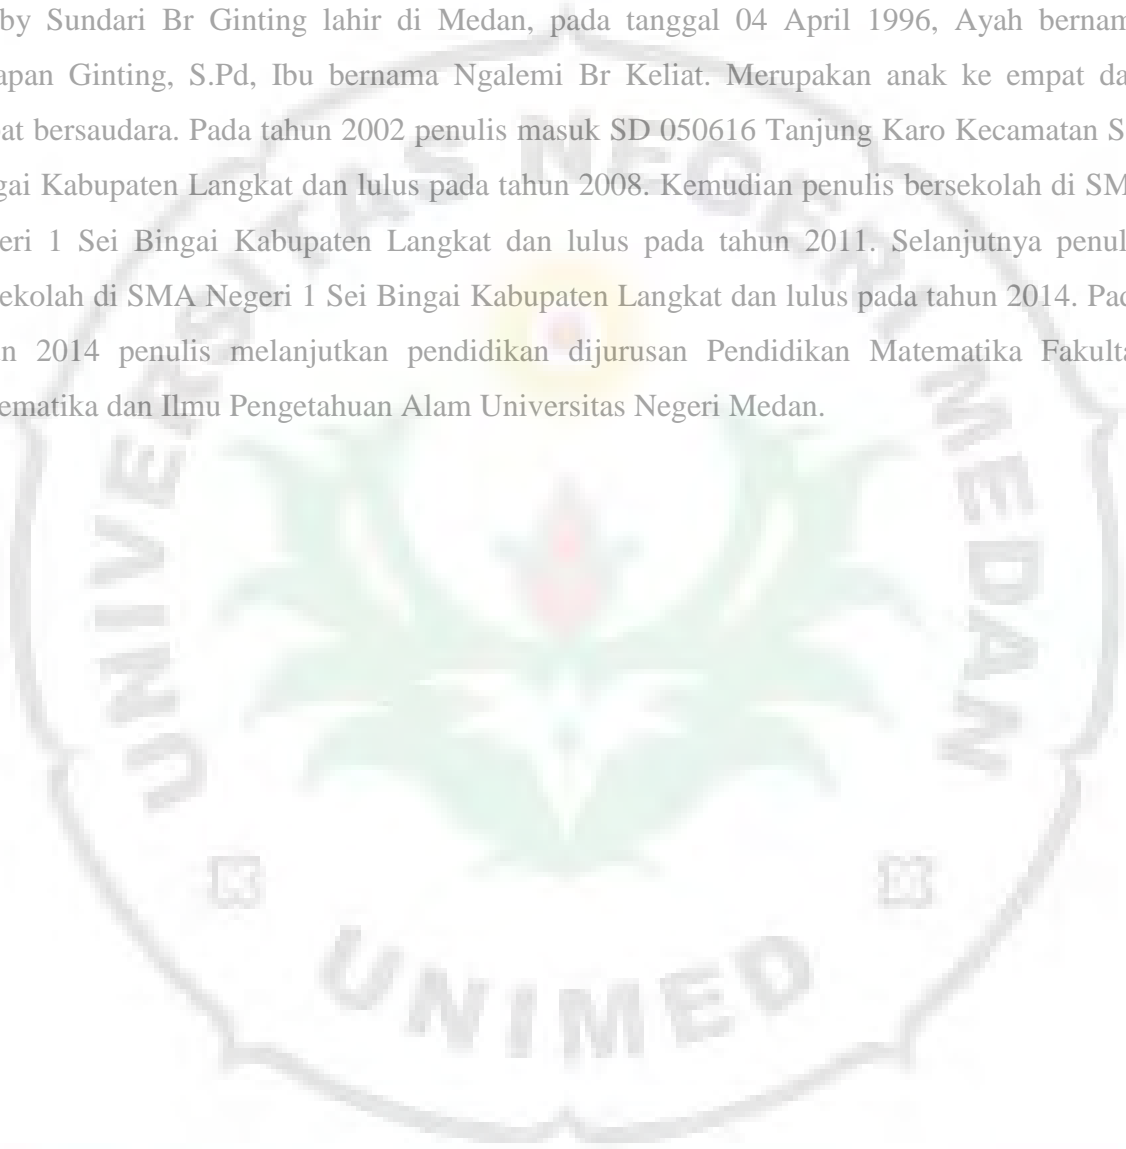 by Sundari Br Ginting lahir di Medan, pada tanggal 04 April 1996, Ayah bernam
apan Ginting, S.Pd, Ibu bernama Ngalemi Br Keliat. Merupakan anak ke empat da
at bersaudara. Pada tahun 2002 penulis masuk SD 050616 Tanjung Karo Kecamatan S
gai Kabupaten Langkat dan lulus pada tahun 2008. Kemudian penulis bersekolah di SM
eri 1 Sei Bingai Kabupaten Langkat dan lulus pada tahun 2011. Selanjutnya penul
ekolah di SMA Negeri 1 Sei Bingai Kabupaten Langkat dan lulus pada tahun 2014. Pad
n 2014 penulis melanjutkan pendidikan dijurusan Pendidikan Matematika Fakulta
ematika dan Ilmu Pengetahuan Alam Universitas Negeri Medan.
UNIVERSITAS NEGERI MEDAN
UNIMED